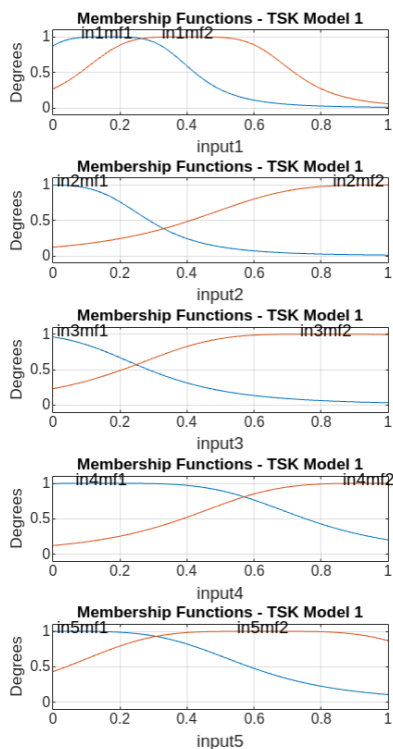 Membership Functions - TSK Model 1
in1mf1 in1mf2
1
0.5
0
Degrees
0 0.2 0.4 0.6 0.8 1
input1
Membership Functions - TSK Model 1
in2mf1 in2mf2
1
0.5
0
Degrees
0 0.2 0.4 0.6 0.8 1
input2
Membership Functions - TSK Model 1
in3mf1 in3mf2
1
0.5
0
Degrees
0 0.2 0.4 0.6 0.8 1
input3
Membership Functions - TSK Model 1
in4mf1 in4mf2
1
0.5
0
Degrees
0 0.2 0.4 0.6 0.8 1
input4
Membership Functions - TSK Model 1
in5mf1 in5mf2
1
0.5
0
Degrees
0 0.2 0.4 0.6 0.8 1
input5